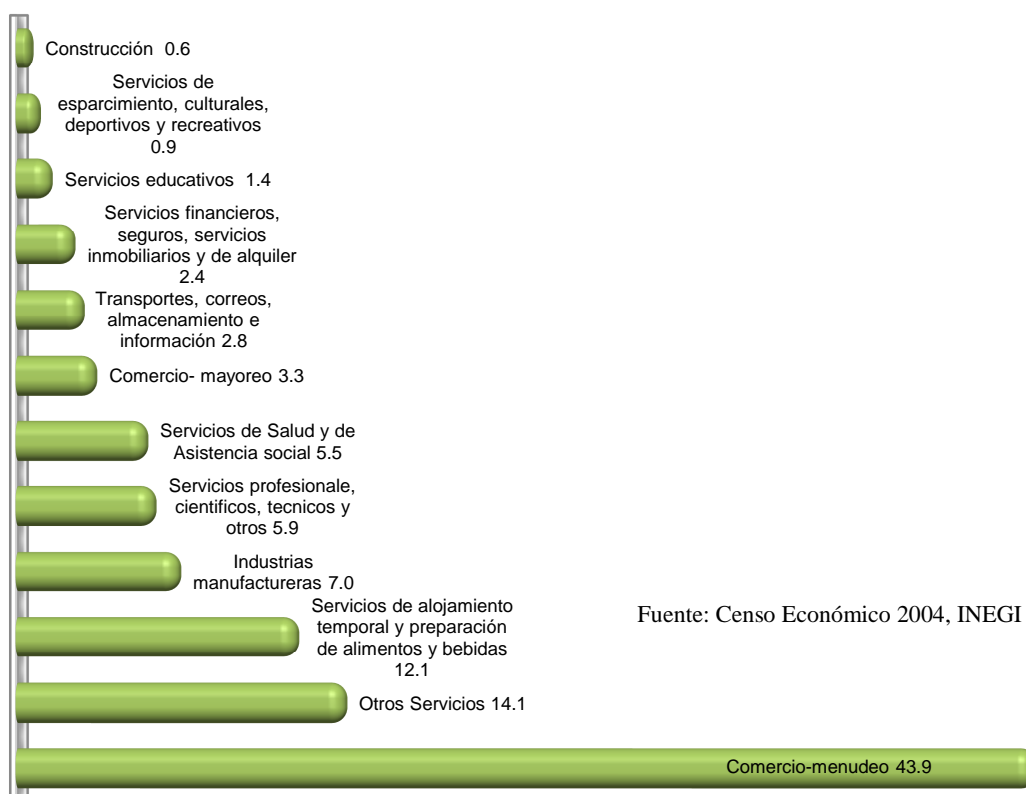 Construcción 0.6
Servicios de
esparcimiento, culturales,
deportivos y recreativos
0.9
Servicios educativos 1.4
Servicios financieros,
seguros, servicios
inmobiliarios y de alquiler
2.4
Transportes, correos,
almacenamiento e
información 2.8
Comercio- mayoreo 3.3
Servicios de Salud y de
Asistencia social 5.5
Servicios profesionale,
cientificos, tecnicos y
otros 5.9
Industrias
manufactureras 7.0
Servicios de alojamiento
temporal y preparación
de alimentos y bebidas
12.1
Fuente: Censo Económico 2004, INEGI
Otros Servicios 14.1
Comercio-menudeo 43.9